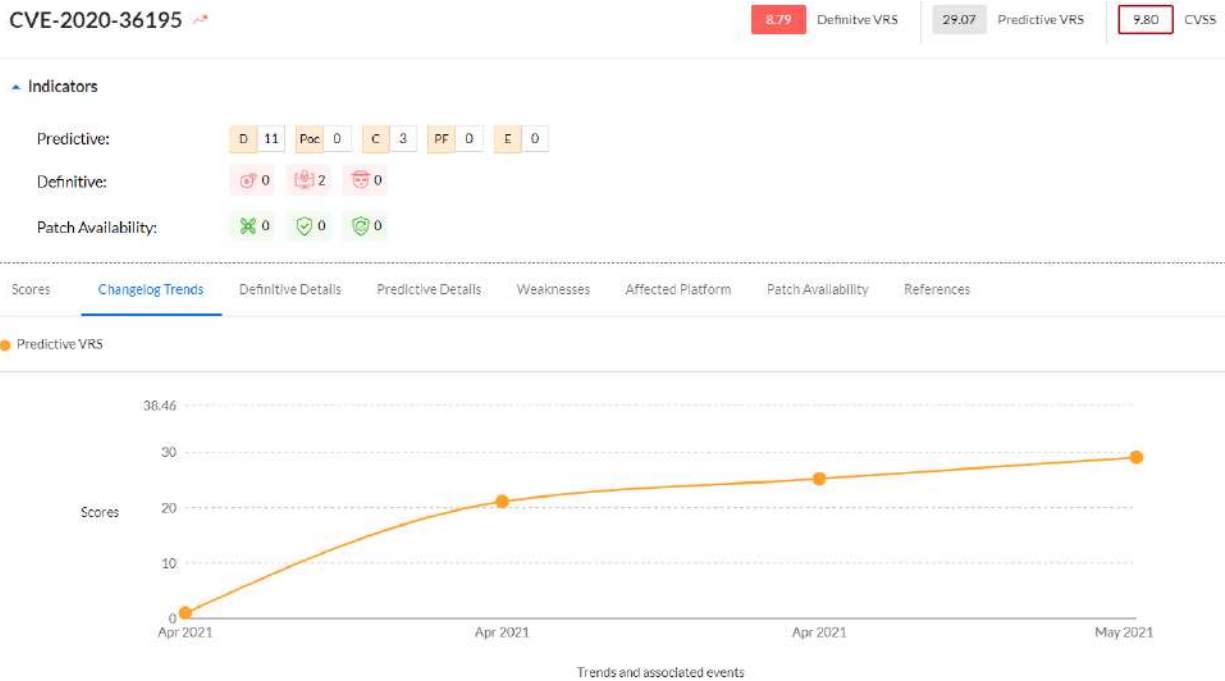 CVE-2020-36195 8.79 Definitve VRS 29.07 Predictive VRS 9.80 CVSS
Indicators
Predictive: D 11 Poc 0 C 3 PF 0 E 0
Definitive: 0 2 0
Patch Availability: 0 0 0
Scores Changelog Trends Definitive Details Predictive Details Weaknesses Affected Platform Patch Availability References
Predictive VRS
38.46
30
20
Scores
10
0
Apr 2021 Apr 2021 Apr 2021 May 2021
Trends and associated events